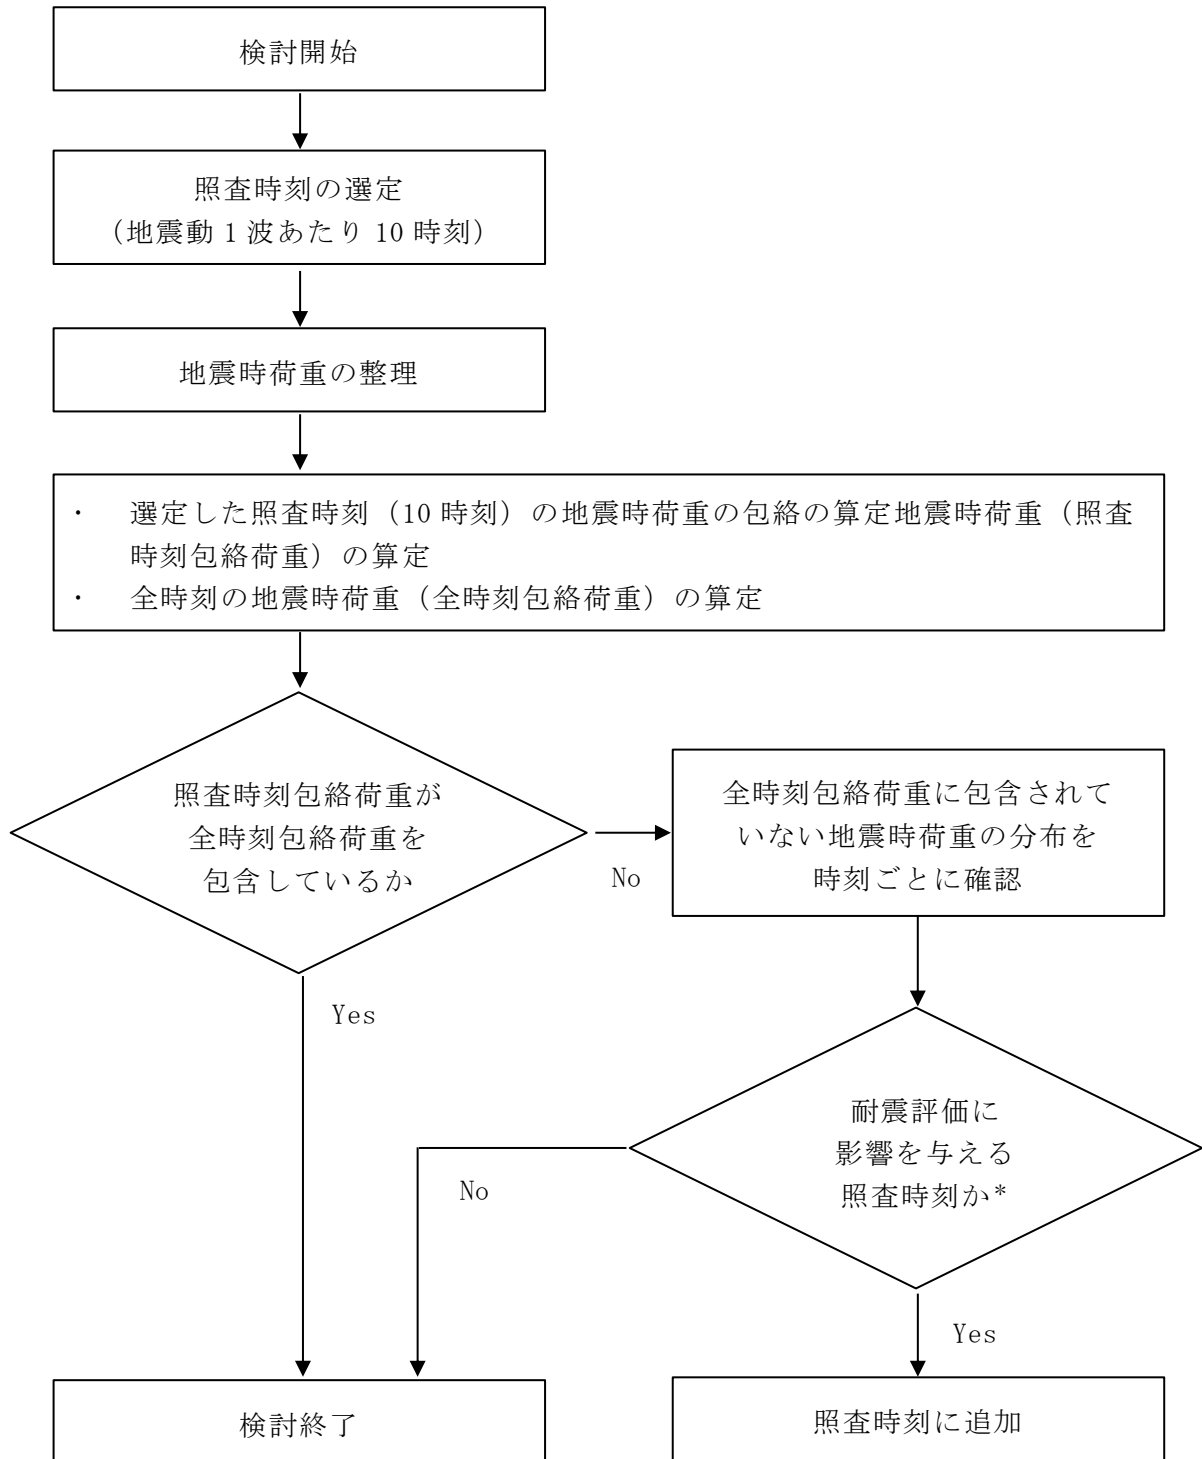 検討開始
照査時刻の選定
（地震動 1 波あたり 10 時刻）
地震時荷重の整理
・ 選定した照査時刻（10 時刻）の地震時荷重の包絡の算定地震時荷重（照査
時刻包絡荷重）の算定
・ 全時刻の地震時荷重（全時刻包絡荷重）の算定
照査時刻包絡荷重が
全時刻包絡荷重を
包含しているか
No
全時刻包絡荷重に包含されて
いない地震時荷重の分布を
時刻ごとに確認
Yes
耐震評価に
影響を与える
照査時刻か*
No
Yes
検討終了
照査時刻に追加